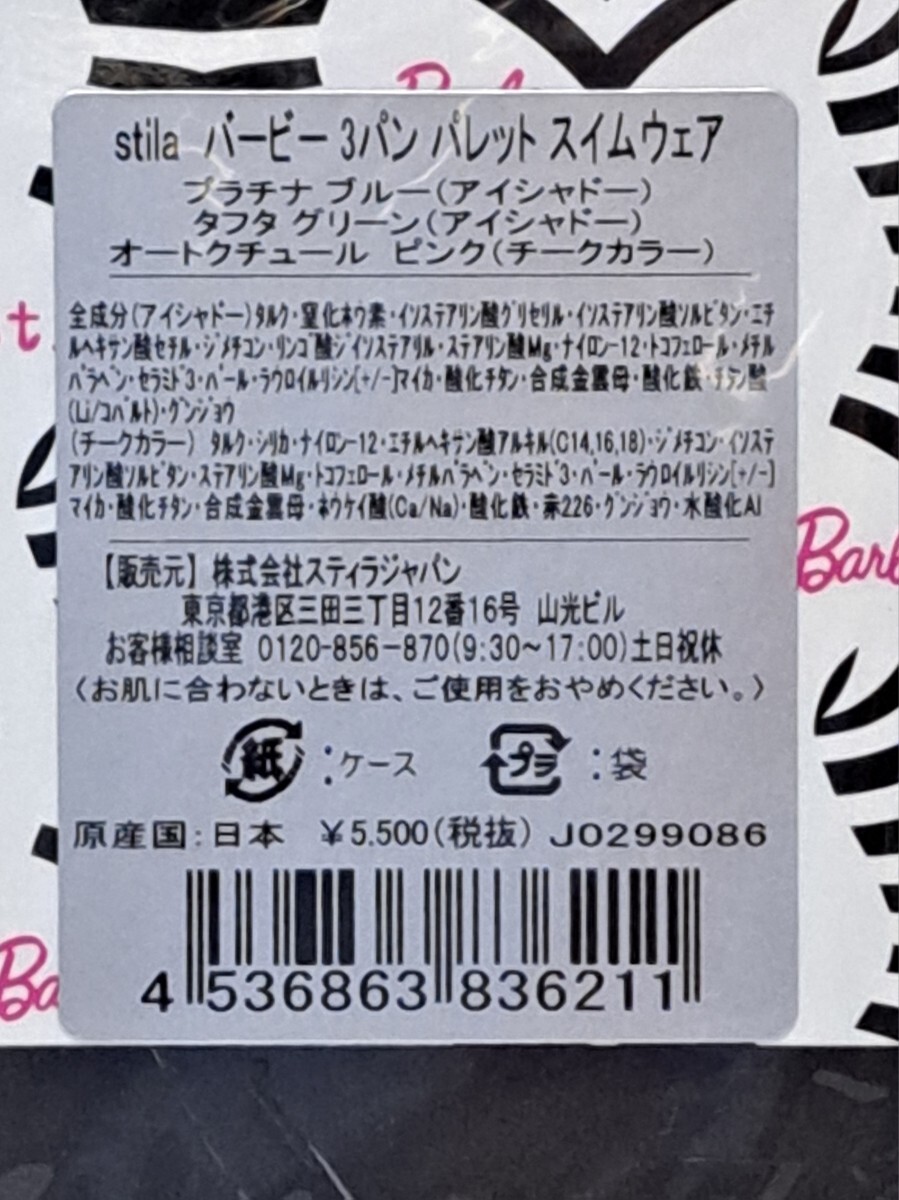 stila バービー 3パン パレット スイムウェア
プラチナ ブルー(アイシャドー)
タフタ グリーン(アイシャドー)
オートクチュール ピンク(チークカラー)
全成分(アイシャドー)タルク・窒化ホウ素・イソステアリン酸グリセリル・イソステアリン酸ソルビタン・エチ
ルヘキサン酸セチル・ジメチコン・リンゴ酸ジイソステアリル・ステアリン酸Mg・ナイロン-12・トコフェロール・メチル
パラベン・セラミド3・パール・ラウロイルリシン[+/-]マイカ・酸化チタン・合成金雲母・酸化鉄・チタン酸
(Li/コバルト)・グンジョウ
(チークカラー) タルク・シリカ・ナイロン-12・エチルヘキサン酸アルキル(C14,16,18)・ジメチコン・イソステ
アリン酸ソルビタン・ステアリン酸Mg・トコフェロール・メチルパラベン・セラミド3・パール・ラウロイルリシン[+/-]
マイカ・酸化チタン・合成金雲母・ホウケイ酸(Ca/Na)・酸化鉄・赤226・グンジョウ・水酸化Al
【販売元】株式会社スティラジャパン
東京都港区三田三丁目12番16号 山光ビル
お客様相談室 0120-856-870(9:30～17:00)土日祝休
〈お肌に合わないときは、ご使用をおやめください。〉
紙:ケース プラ:袋
原産国:日本 ¥5.500(税抜) J0299086
4 536863 836211
Barb
Ba